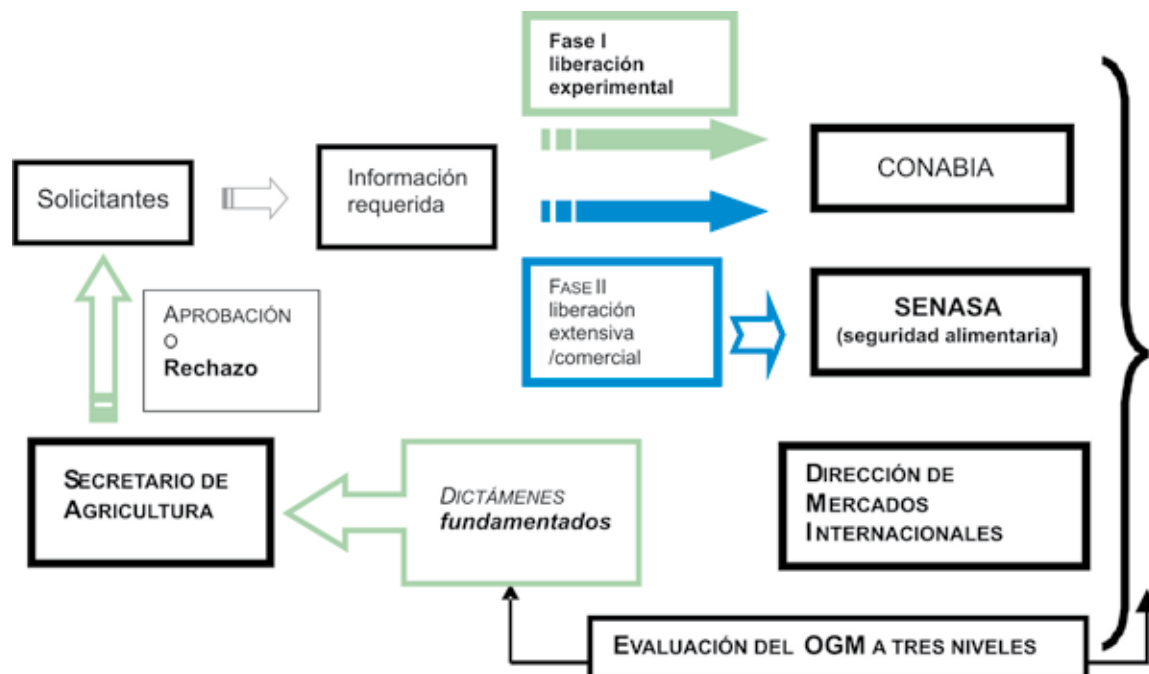 Fase I
liberación
experimental
Solicitantes
Información
requerida
CONABIA
FASE II
liberación
extensiva
/comercial
SENASA
(seguridad alimentaria)
APROBACIÓN
O
Rechazo
SECRETARIO DE
AGRICULTURA
DICTÁMENES
fundamentados
DIRECCIÓN DE
MERCADOS
INTERNACIONALES
EVALUACIÓN DEL OGM A TRES NIVELES